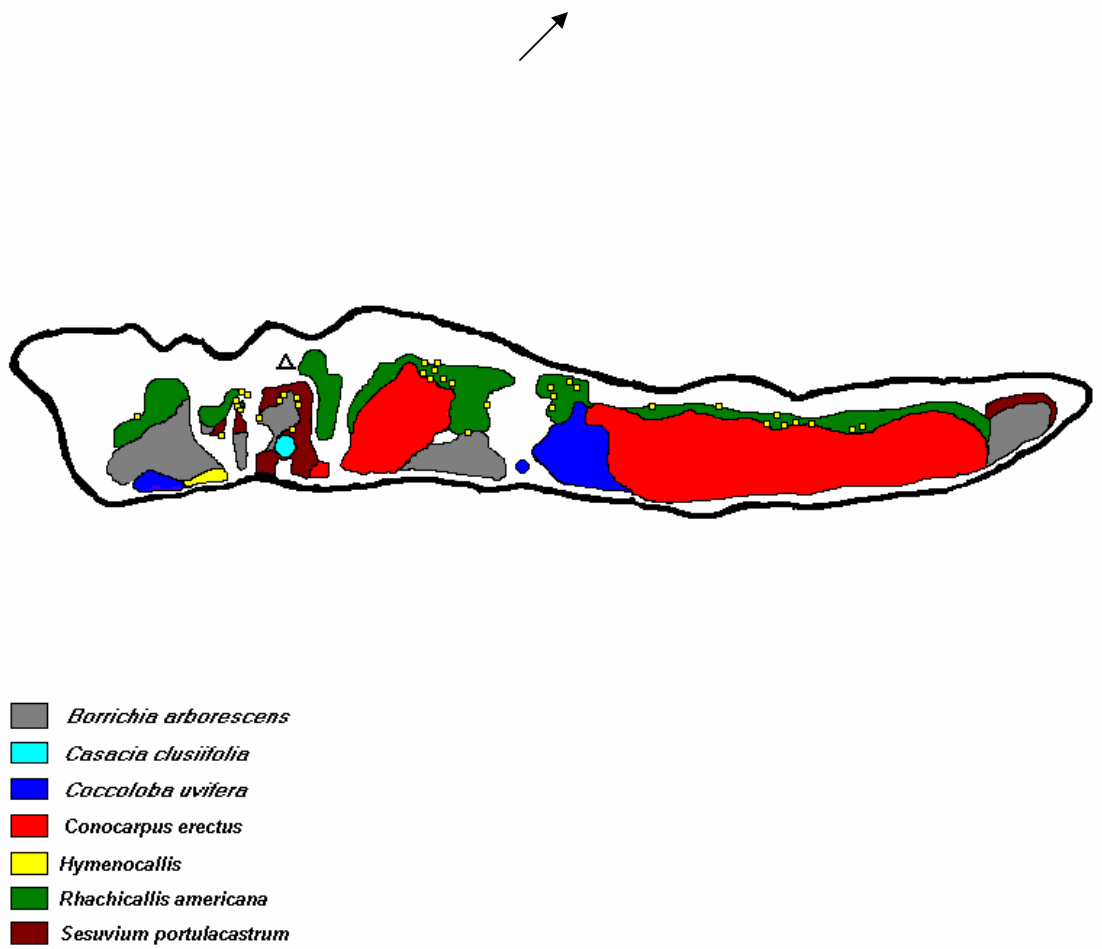 Borrichia arborescens
Casacia clusiifolia
Coccoloba uvifera
Conocarpus erectus
Hymenocallis
Rhachicallis americana
Sesuvium portulacastrum